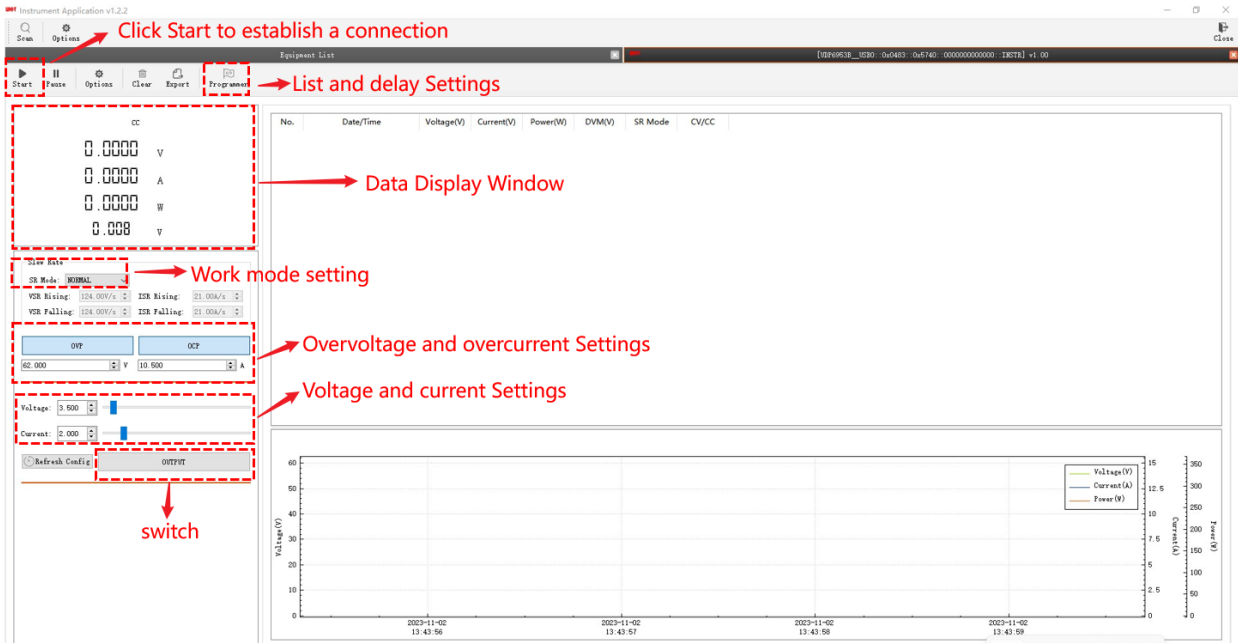 UNI-T Instrument Application v1.2.2
Scan Options Close
Click Start to establish a connection
Equipment List [UDP6953B__USB0::0x0483::0x5740::0000000000000::INSTR] v1.00
Start Pause Options Clear Export Programmer
List and delay Settings
CC
0.0000 V
0.0000 A
0.0000 W
0.008 V
Data Display Window
No. Date/Time Voltage(V) Current(V) Power(W) DVM(V) SR Mode CV/CC
Slew Rate
SR Mode: NORMAL
Work mode setting
VSR Rising: 124.00V/s ISR Rising: 21.00A/s
VSR Falling: 124.00V/s ISR Falling: 21.00A/s
OVP OCP
62.000 V 10.500 A
Overvoltage and overcurrent Settings
Voltage: 3.500
Current: 2.000
Voltage and current Settings
Refresh Config OUTPUT
switch
Voltage(V)
Current(A)
Power(W)
60
50
40
30
20
10
0
Voltage(V)
15
12.5
10
7.5
5
2.5
0
Current(A)
350
300
250
200
150
100
50
0
Power(W)
2023-11-02 2023-11-02 2023-11-02 2023-11-02
13:43:56 13:43:57 13:43:58 13:43:59